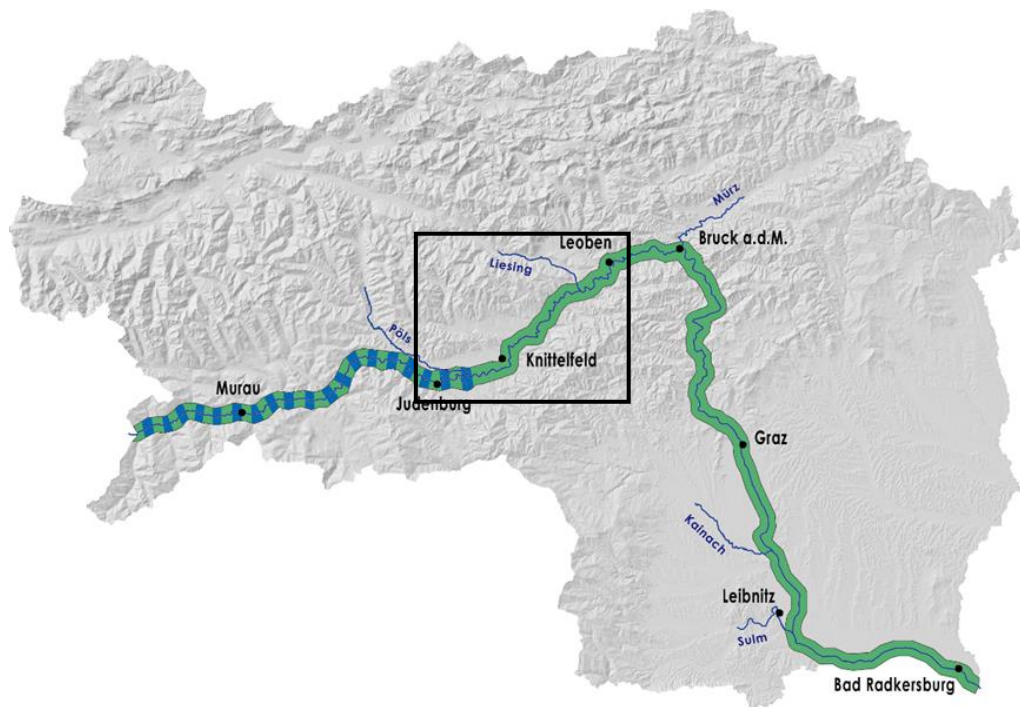 Mürz
Leoben
Bruck a.d.M.
Liesing
Pöls
Knittelfeld
Murau
Judenburg
Graz
Kainach
Leibnitz
Sulm
Bad Radkersburg